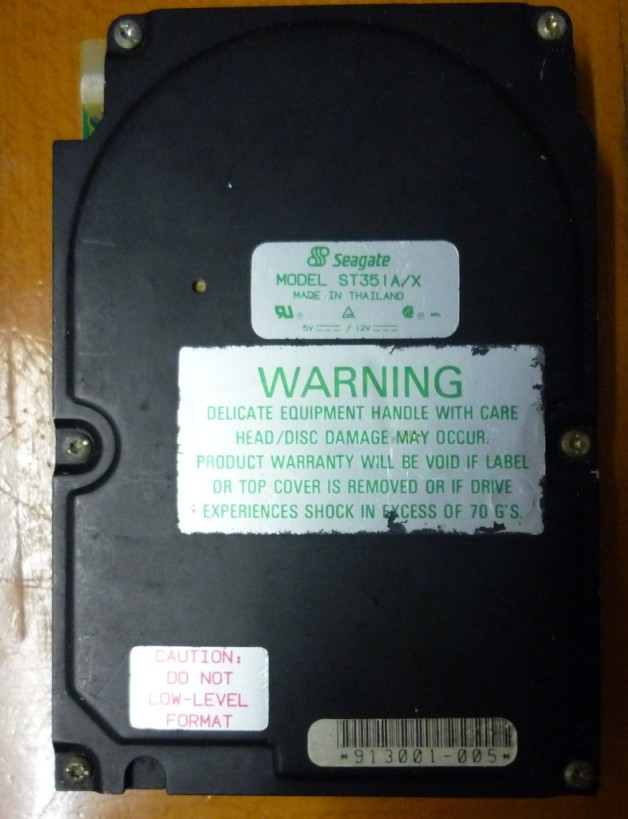 Seagate
MODEL ST351A/X
MADE IN THAILAND
5V / 12V
WARNING
DELICATE EQUIPMENT HANDLE WITH CARE
HEAD/DISC DAMAGE MAY OCCUR.
PRODUCT WARRANTY WILL BE VOID IF LABEL
OR TOP COVER IS REMOVED OR IF DRIVE
EXPERIENCES SHOCK IN EXCESS OF 70 G'S.
CAUTION:
DO NOT
LOW-LEVEL
FORMAT
*913001-005*